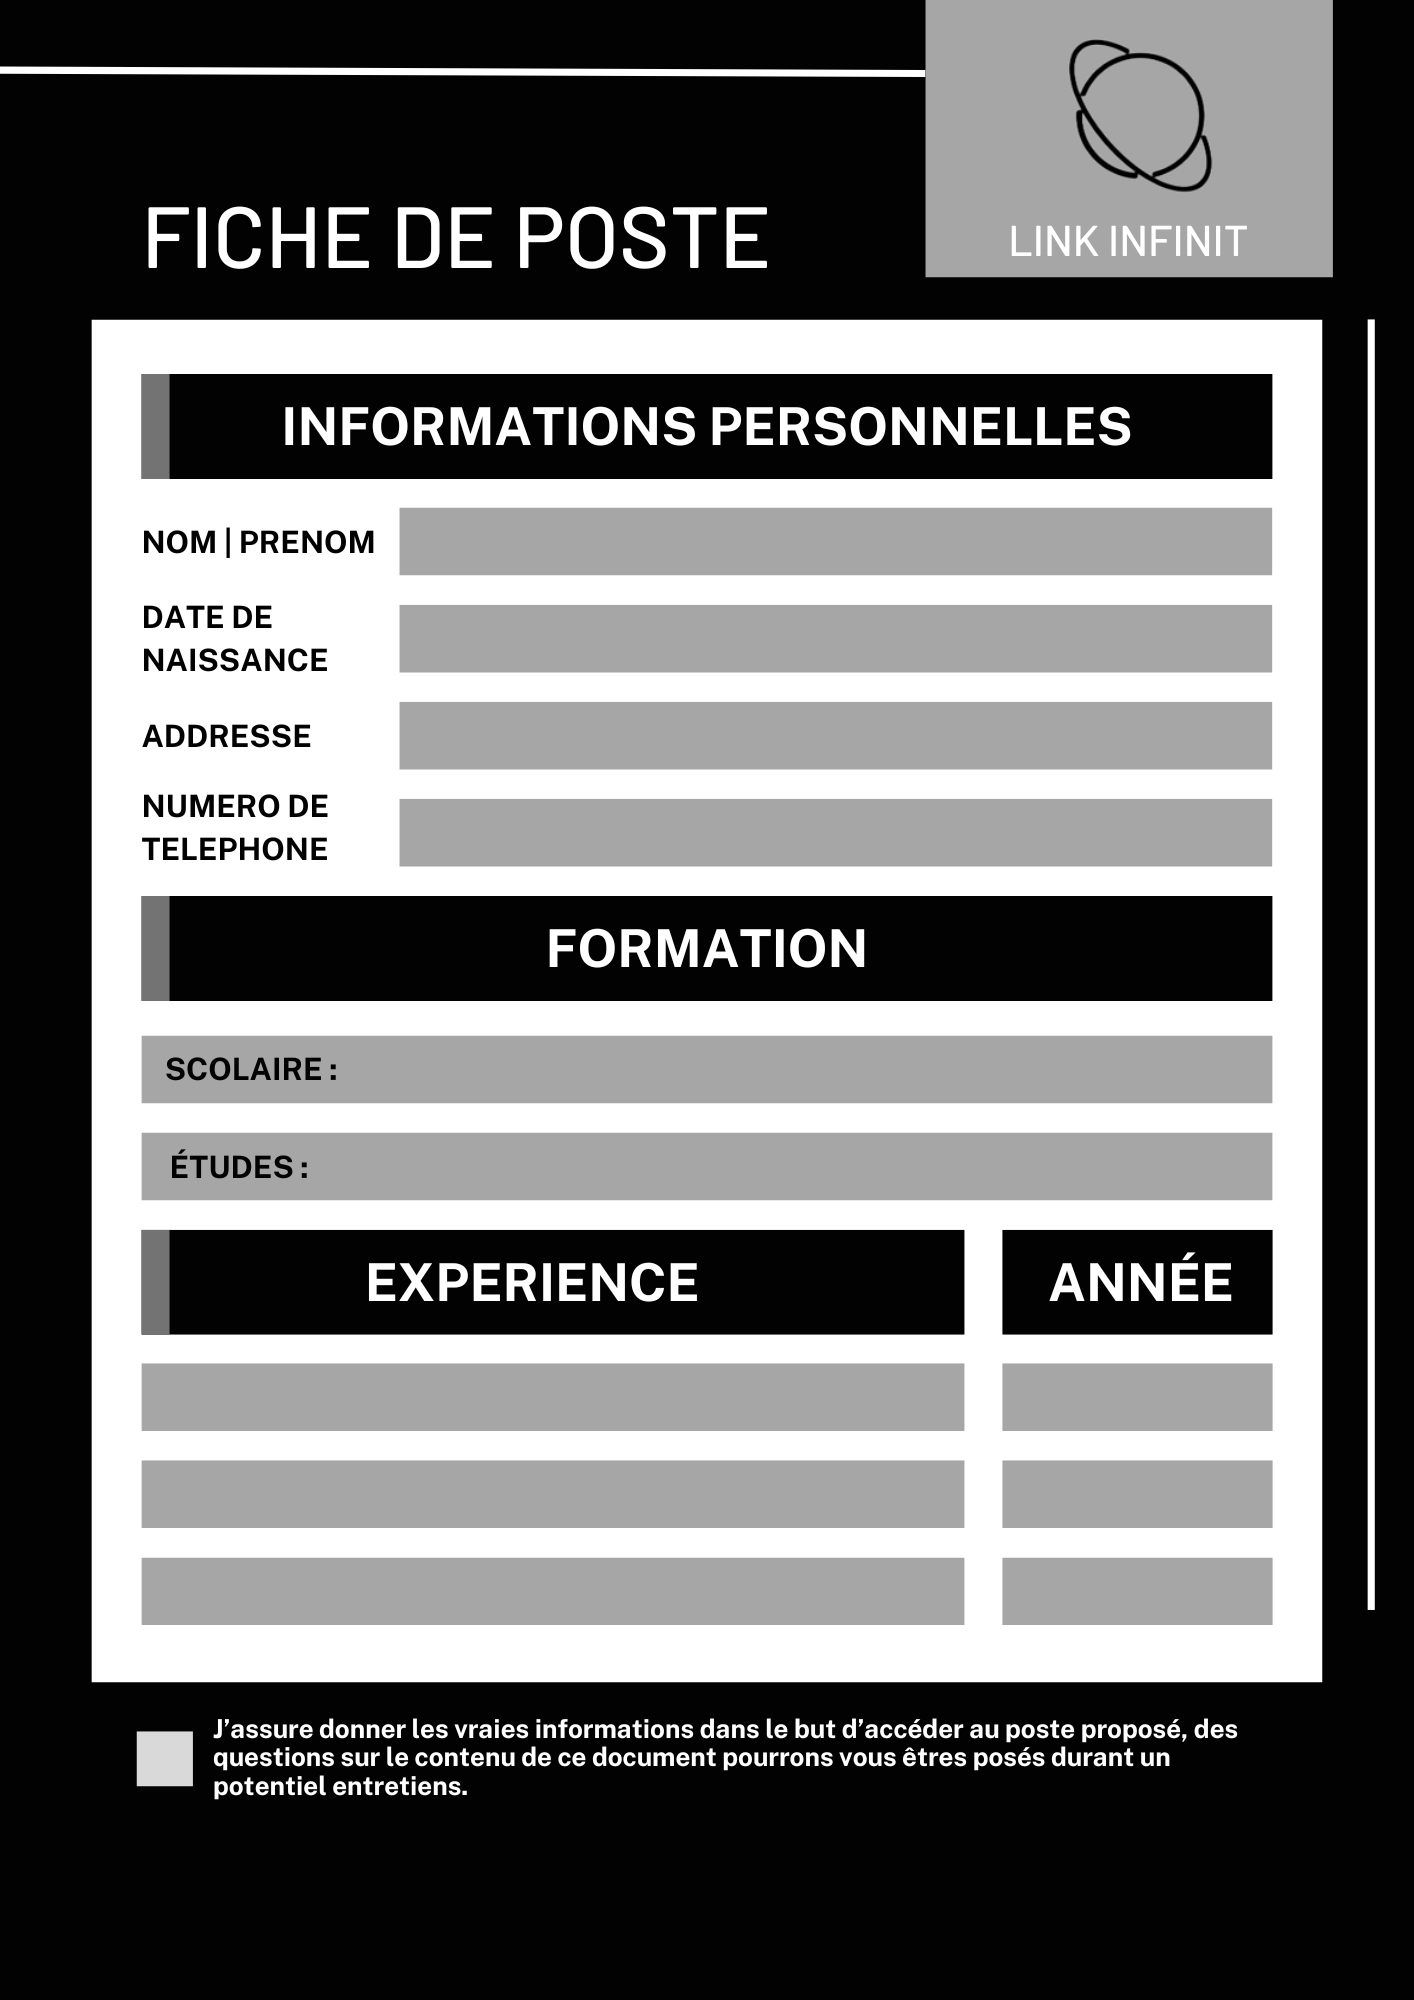 LINK INFINIT
FICHE DE POSTE
INFORMATIONS PERSONNELLES
NOM | PRENOM
DATE DE
NAISSANCE
ADDRESSE
NUMERO DE
TELEPHONE
FORMATION
SCOLAIRE :
ÉTUDES :
EXPERIENCE
ANNÉE
J’assure donner les vraies informations dans le but d’accéder au poste proposé, des
questions sur le contenu de ce document pourrons vous êtres posés durant un
potentiel entretiens.